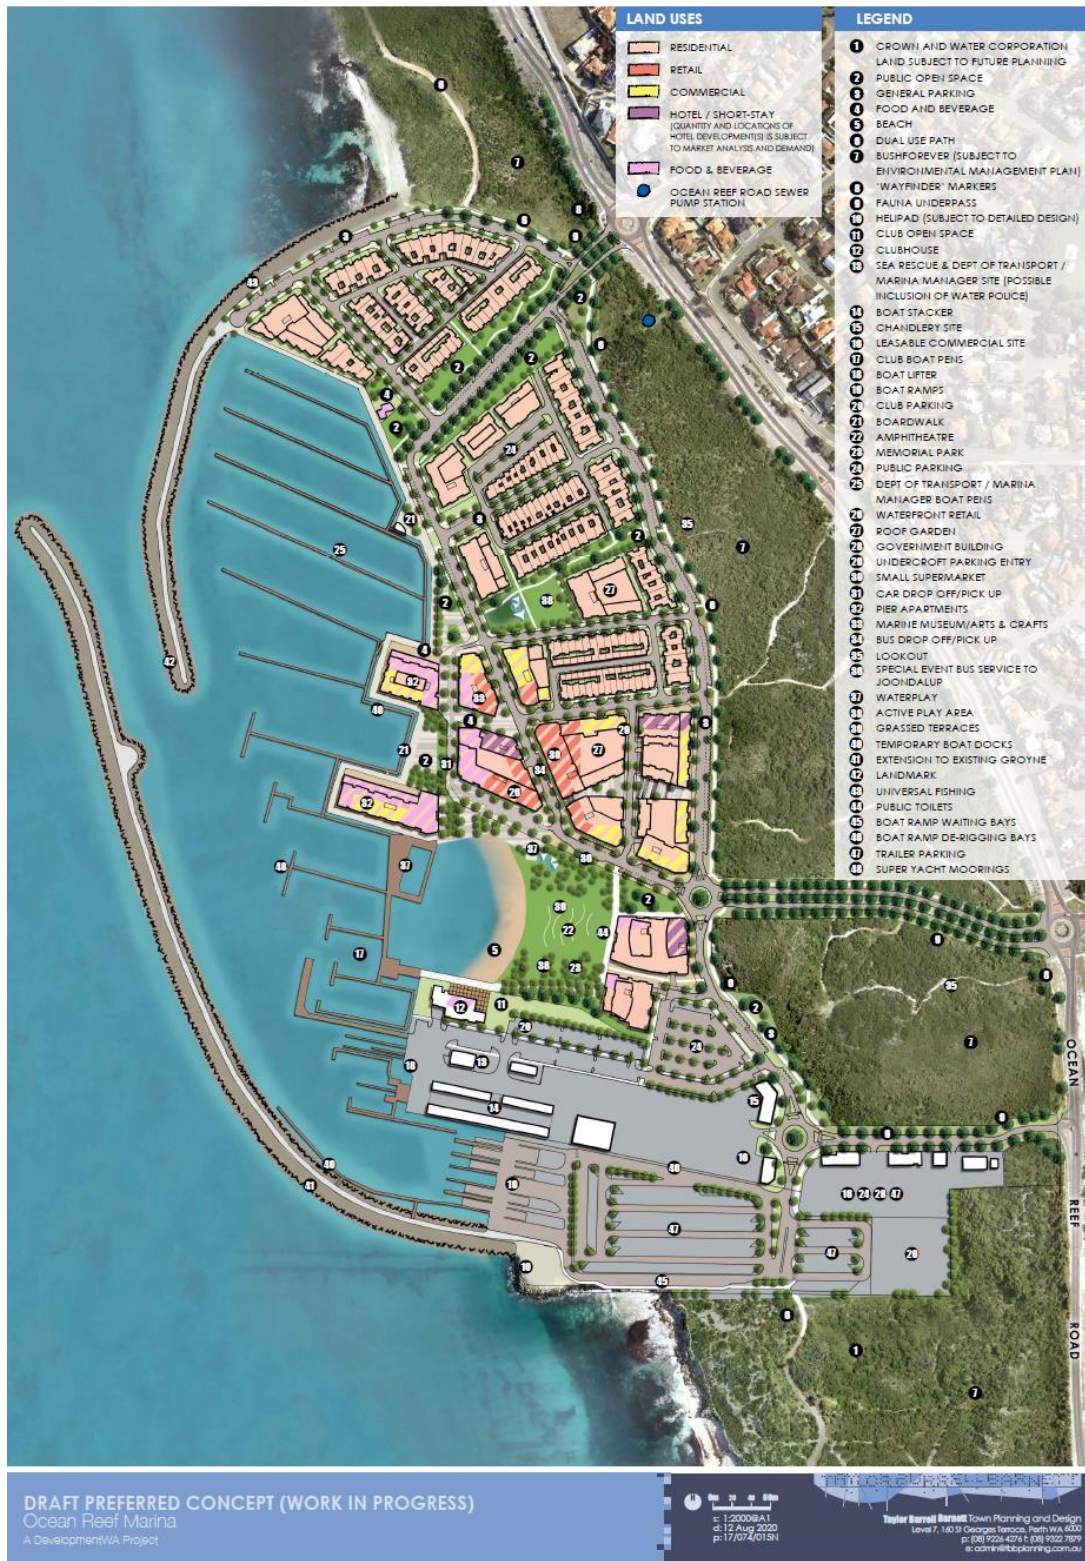 LAND USES
RESIDENTIAL
RETAIL
COMMERCIAL
HOTEL / SHORT-STAY
(QUANTITY AND LOCATIONS OF
HOTEL DEVELOPMENT(S) IS SUBJECT
TO MARKET ANALYSIS AND DEMAND)
FOOD & BEVERAGE
OCEAN REEF ROAD SEWER
PUMP STATION
LEGEND
1 CROWN AND WATER CORPORATION
LAND SUBJECT TO FUTURE PLANNING
2 PUBLIC OPEN SPACE
3 GENERAL PARKING
4 FOOD AND BEVERAGE
5 BEACH
6 DUAL USE PATH
7 BUSHFOREVER (SUBJECT TO
ENVIRONMENTAL MANAGEMENT PLAN)
8 'WAYFINDER' MARKERS
9 FAUNA UNDERPASS
10 HELIPAD (SUBJECT TO DETAILED DESIGN)
11 CLUB OPEN SPACE
12 CLUBHOUSE
13 SEA RESCUE & DEPT OF TRANSPORT /
MARINA MANAGER SITE (POSSIBLE
INCLUSION OF WATER POLICE)
14 BOAT STACKER
15 CHANDLERY SITE
16 LEASABLE COMMERCIAL SITE
17 CLUB BOAT PENS
18 BOAT LIFTER
19 BOAT RAMPS
20 CLUB PARKING
21 BOARDWALK
22 AMPHITHEATRE
23 MEMORIAL PARK
24 PUBLIC PARKING
25 DEPT OF TRANSPORT / MARINA
MANAGER BOAT PENS
26 WATERFRONT RETAIL
27 ROOF GARDEN
28 GOVERNMENT BUILDING
29 UNDERCROFT PARKING ENTRY
30 SMALL SUPERMARKET
31 CAR DROP OFF/PICK UP
32 PIER APARTMENTS
33 MARINE MUSEUM/ARTS & CRAFTS
34 BUS DROP OFF/PICK UP
35 LOOKOUT
36 SPECIAL EVENT BUS SERVICE TO
JOONDALUP
37 WATERPLAY
38 ACTIVE PLAY AREA
39 GRASSED TERRACES
40 TEMPORARY BOAT DOCKS
41 EXTENSION TO EXISTING GROYNE
42 LANDMARK
43 UNIVERSAL FISHING
44 PUBLIC TOILETS
45 BOAT RAMP WAITING BAYS
BOAT RAMP DE-RIGGING BAYS
47 TRAILER PARKING
48 SUPER YACHT MOORINGS
OCEAN
REEF
ROAD
DRAFT PREFERRED CONCEPT (WORK IN PROGRESS)
Ocean Reef Marina
A DevelopmentWA Project
s: 1:2000@A1
d: 12 Aug 2020
p: 17/074/015N
TAYLOR BURRELL BARNETT
Taylor Burrell Barnett Town Planning and Design
Level 7, 160 St Georges Terrace, Perth WA 6000
p: (08) 9226 4276 f: (08) 9322 7879
e: admin@tbbplanning.com.au